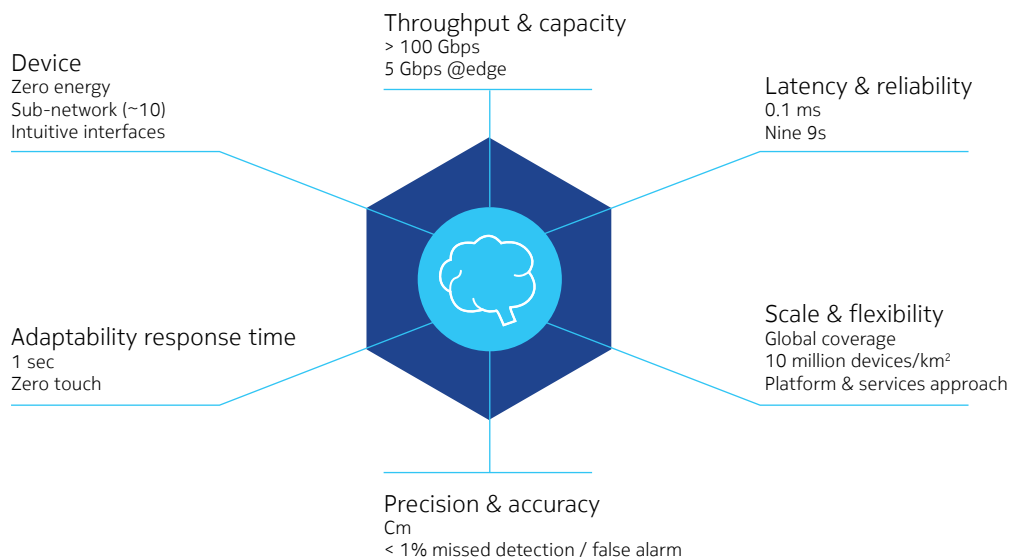 Throughput & capacity
> 100 Gbps
5 Gbps @edge
Device
Zero energy
Sub-network (~10)
Intuitive interfaces
Latency & reliability
0.1 ms
Nine 9s
Adaptability response time
1 sec
Zero touch
Scale & flexibility
Global coverage
10 million devices/km²
Platform & services approach
Precision & accuracy
Cm
< 1% missed detection / false alarm